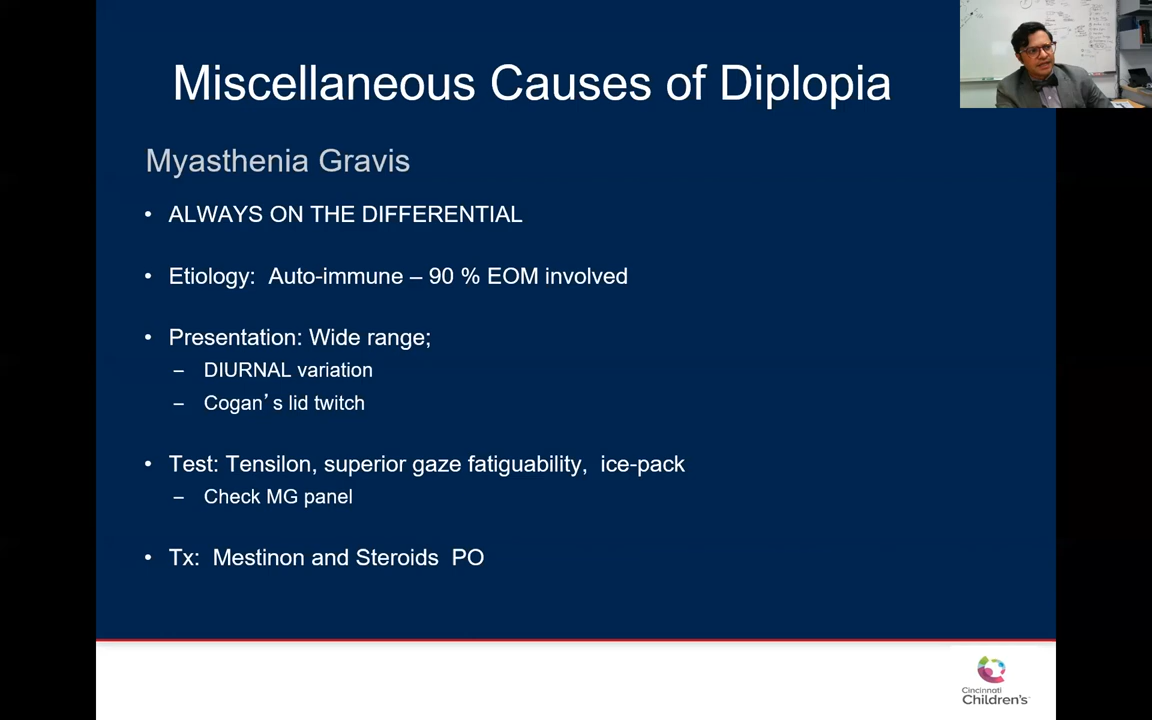 Miscellaneous Causes of Diplopia
Myasthenia Gravis
• ALWAYS ON THE DIFFERENTIAL
• Etiology:  Auto-immune – 90 % EOM involved
• Presentation: Wide range;
– DIURNAL variation
– Cogan’s lid twitch
• Test: Tensilon, superior gaze fatiguability,  ice-pack
– Check MG panel
• Tx:  Mestinon and Steroids  PO
Cincinnati
Children's